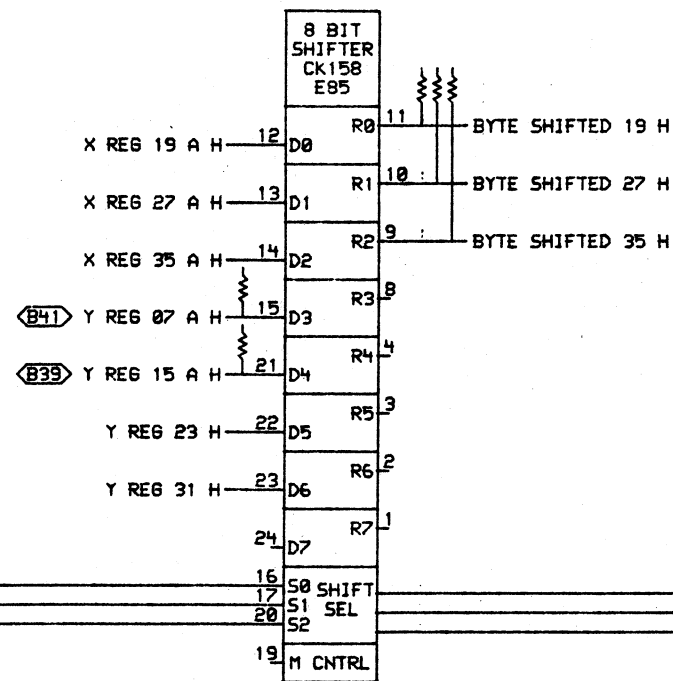 8 BIT
SHIFTER
CK158
E85
R0 11 BYTE SHIFTED 19 H
X REG 19 A H 12 D0
R1 10 BYTE SHIFTED 27 H
X REG 27 A H 13 D1
R2 9 BYTE SHIFTED 35 H
X REG 35 A H 14 D2
R3 8
B41 Y REG 07 A H 15 D3
R4 4
B39 Y REG 15 A H 21 D4
R5 3
Y REG 23 H 22 D5
R6 2
Y REG 31 H 23 D6
R7 1
24 D7
16 S0 SHIFT
17 S1 SEL
20 S2
19 M CNTRL